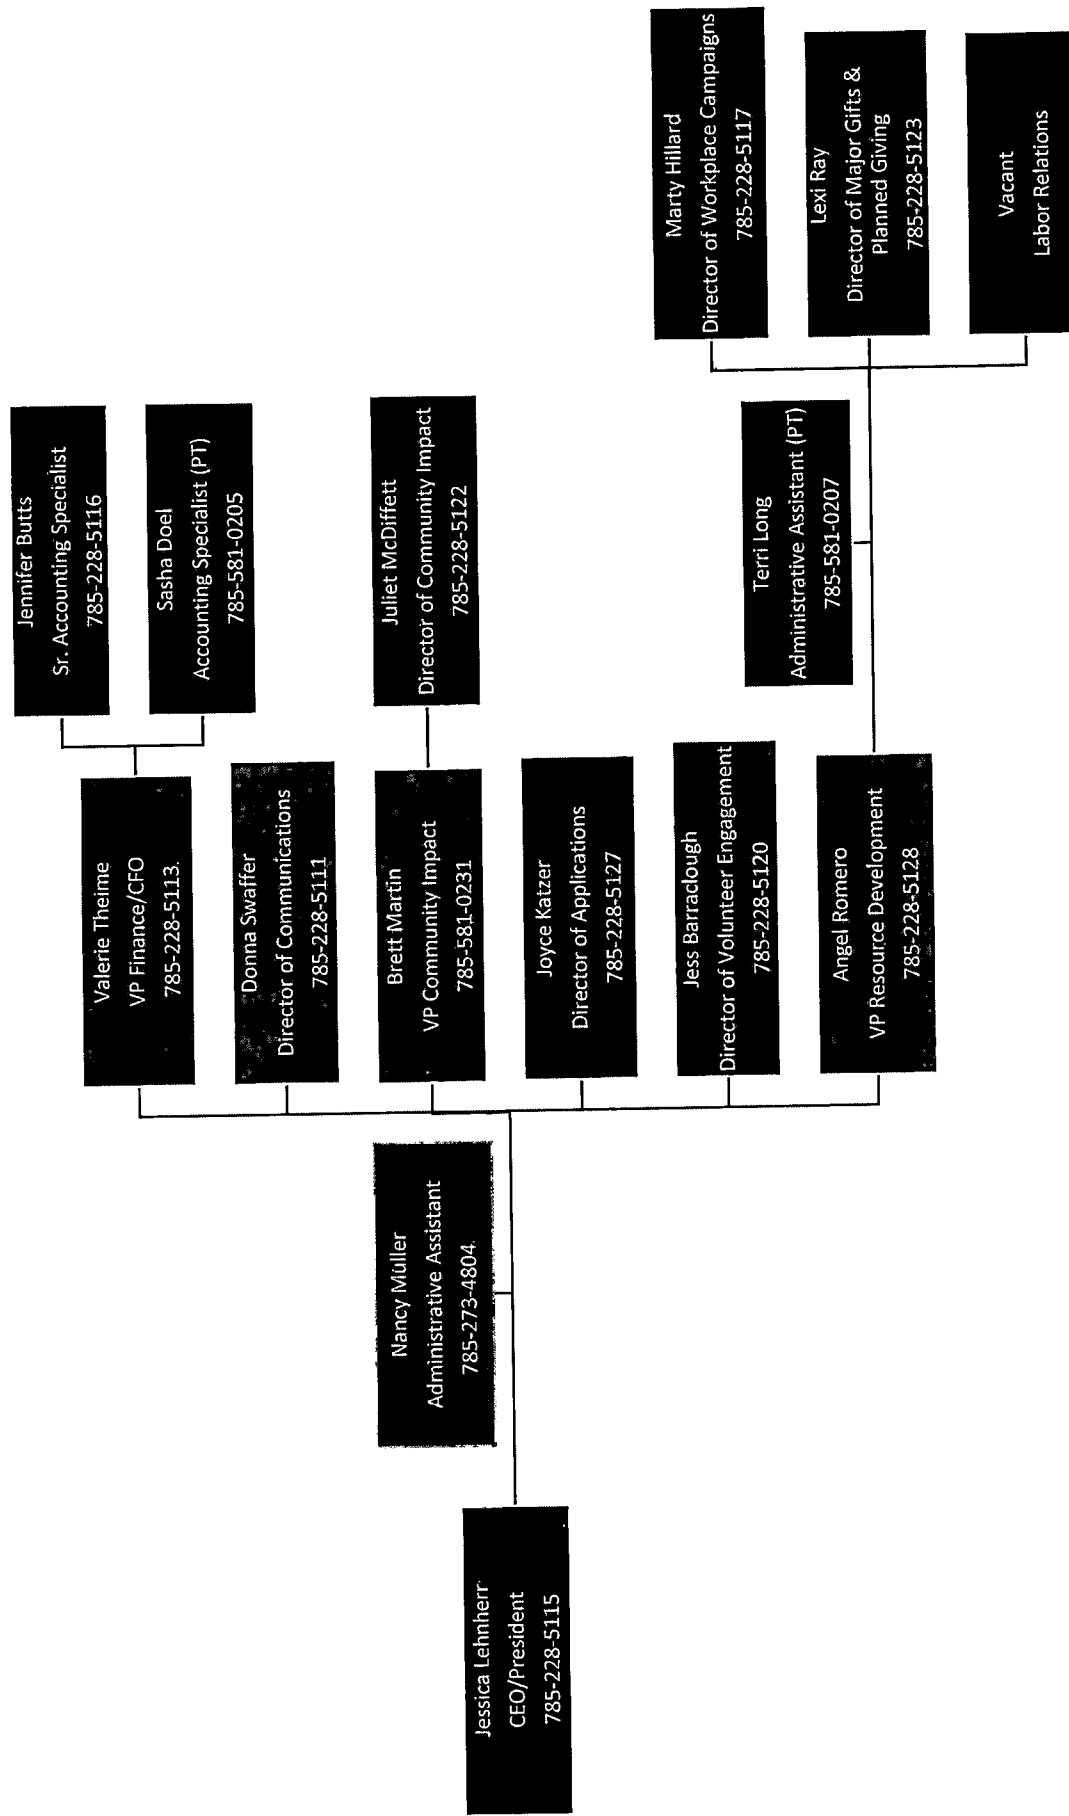 Jessica Lehnherr
CEO/President
785-228-5115
Nancy Muller
Administrative Assistant
785-273-4804
Valerie Theime
VP Finance/CFO
785-228-5113
Jennifer Butts
Sr. Accounting Specialist
785-228-5116
Sasha Doel
Accounting Specialist (PT)
785-581-0205
Donna Swaffer
Director of Communications
785-228-5111
Brett Martin
VP Community Impact
785-581-0231
Juliet McDiffett
Director of Community Impact
785-228-5122
Joyce Katzer
Director of Applications
785-228-5127
Jess Barraclough
Director of Volunteer Engagement
785-228-5120
Angel Romero
VP Resource Development
785-228-5128
Terri Long
Administrative Assistant (PT)
785-581-0207
Marty Hillard
Director of Workplace Campaigns
785-228-5117
Lexi Ray
Director of Major Gifts &
Planned Giving
785-228-5123
Vacant
Labor Relations